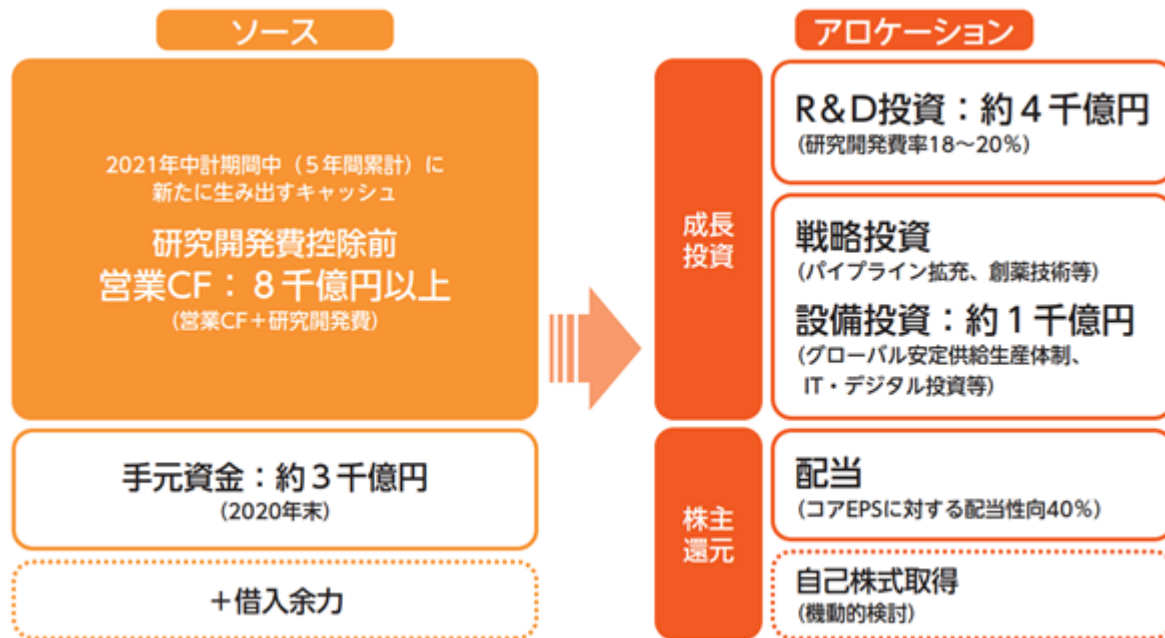 ソース
2021年中計期間中（５年間累計）に
新たに生み出すキャッシュ
研究開発費控除前
営業CF：８千億円以上
(営業CF＋研究開発費)
手元資金：約３千億円
(2020年末)
＋借入余力
アロケーション
成長
投資
R＆D投資：約４千億円
(研究開発費率18～20%)
戦略投資
(パイプライン拡充、創薬技術等)
設備投資：約１千億円
(グローバル安定供給生産体制、
IT・デジタル投資等)
株主
還元
配当
(コアEPSに対する配当性向40%)
自己株式取得
(機動的検討)